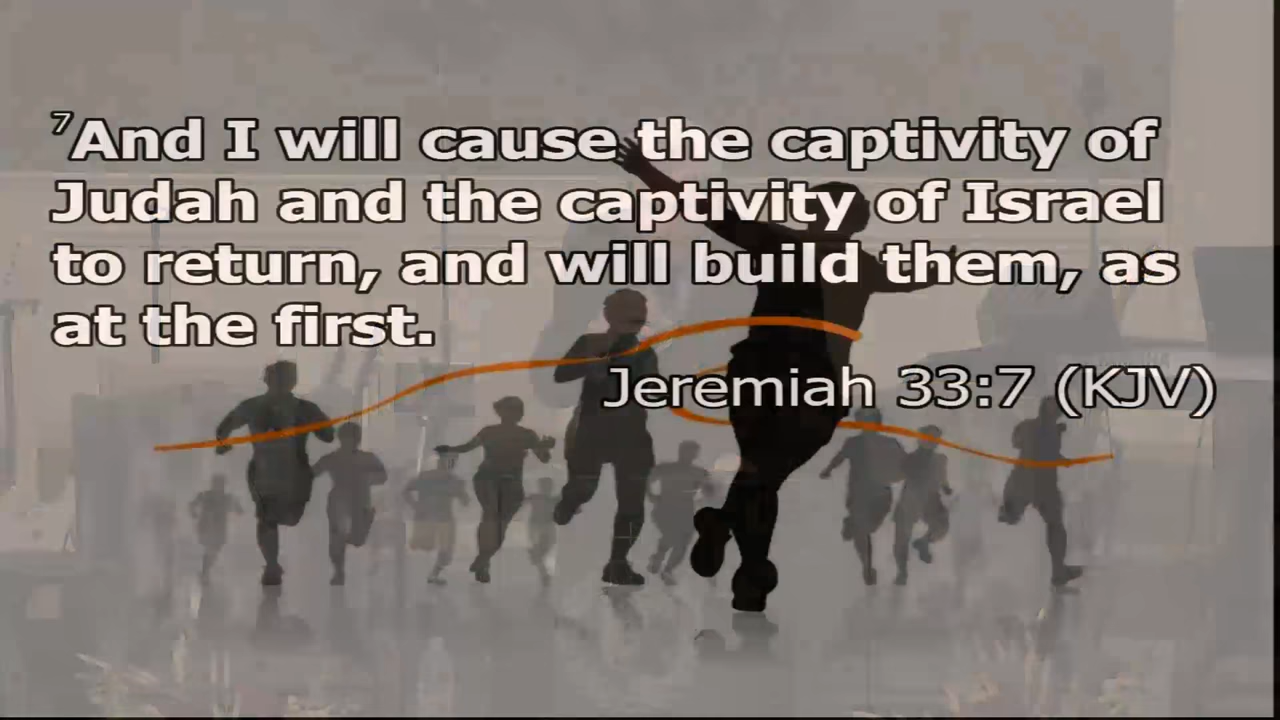 7And I will cause the captivity of
Judah and the captivity of Israel
to return, and will build them, as
at the first.
Jeremiah 33:7 (KJV)